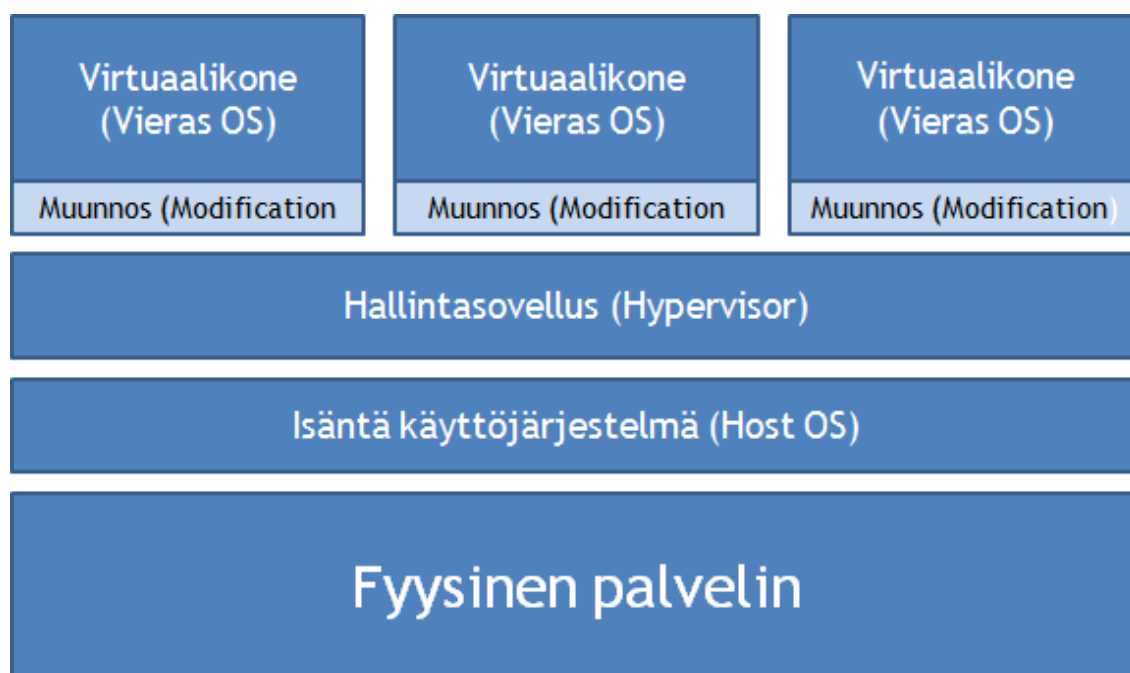 Virtuaalikone
(Vieras OS)
Muunnos (Modification
Virtuaalikone
(Vieras OS)
Muunnos (Modification
Virtuaalikone
(Vieras OS)
Muunnos (Modification)
Hallintasovellus (Hypervisor)
Isäntä käyttöjärjestelmä (Host OS)
Fyysinen palvelin